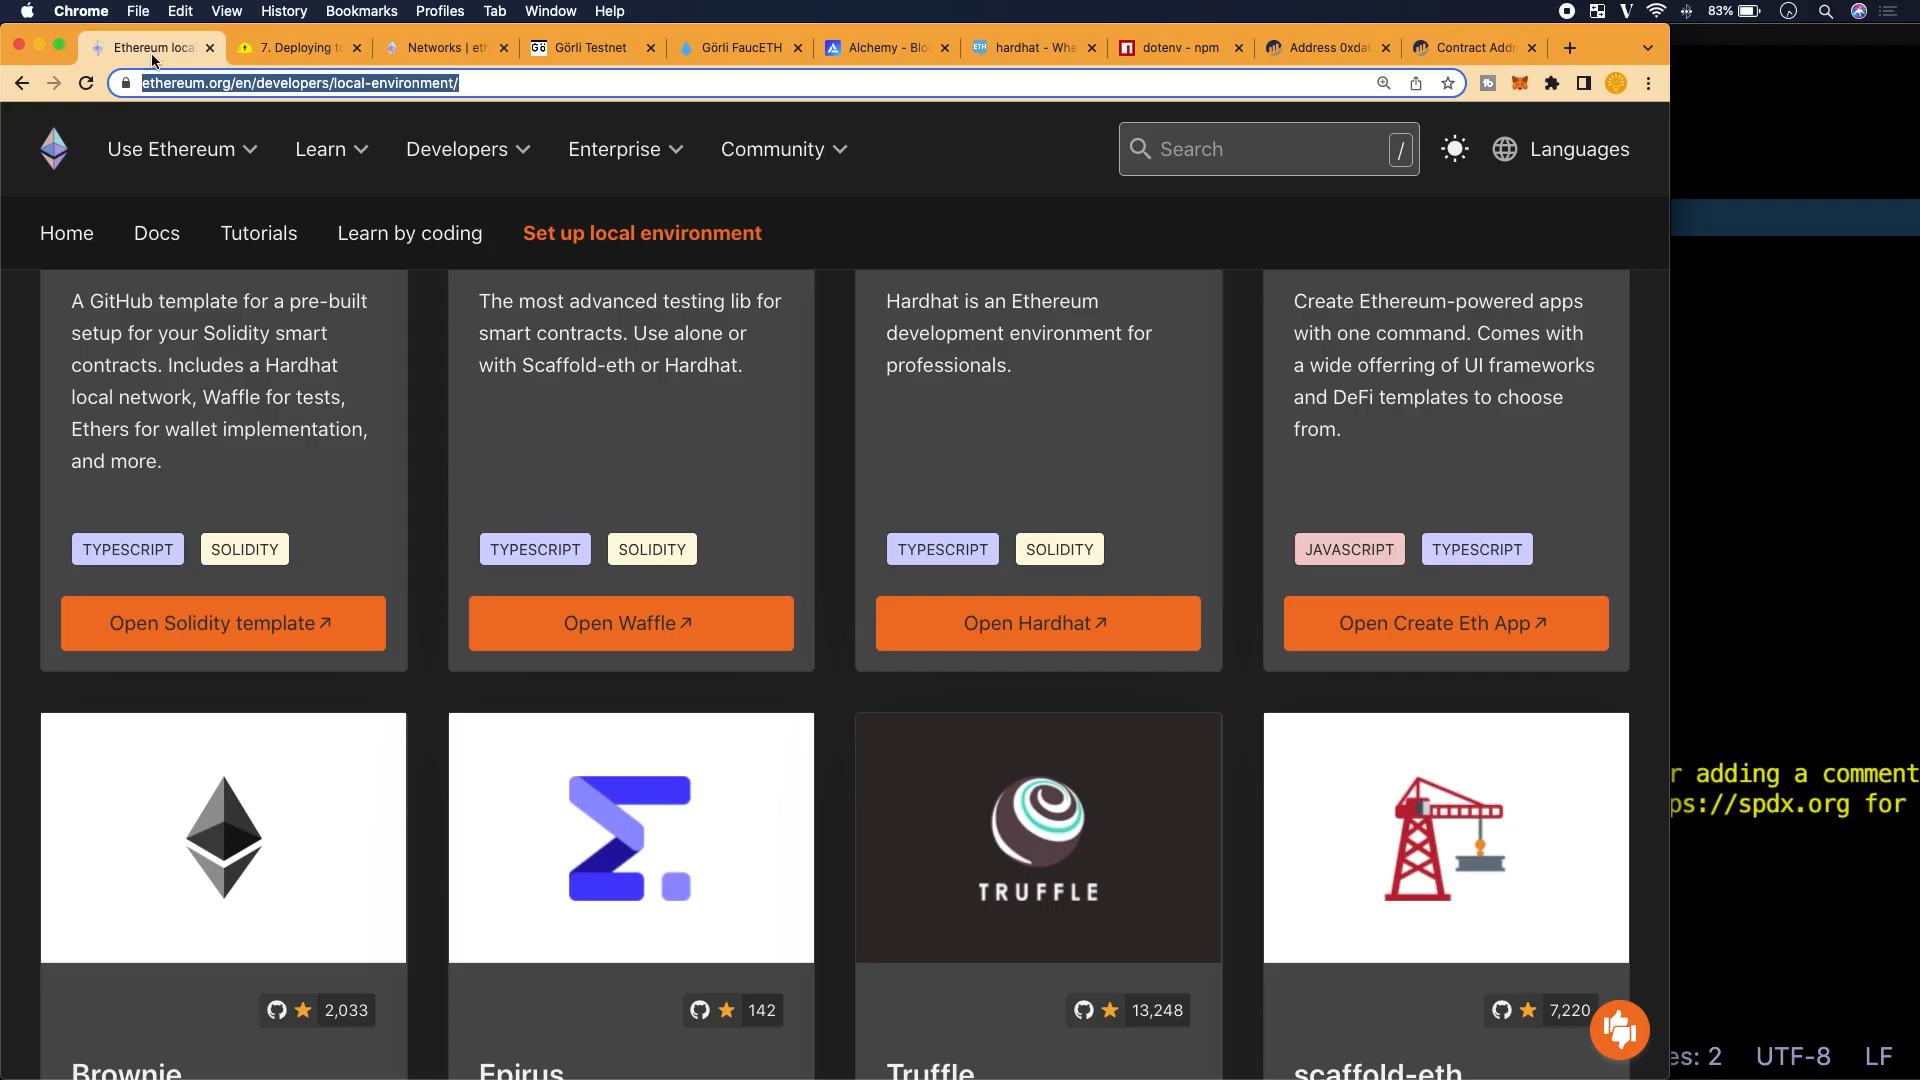 Chrome File Edit View History Bookmarks Profiles Tab Window Help 83%
Ethereum loca 7. Deploying to Networks | eth Görli Testnet Görli FaucETH Alchemy - Blo hardhat - Whe dotenv - npm Address 0xda Contract Addr
ethereum.org/en/developers/local-environment/
Use Ethereum Learn Developers Enterprise Community Search / Languages
Home Docs Tutorials Learn by coding Set up local environment
A GitHub template for a pre-built
setup for your Solidity smart
contracts. Includes a Hardhat
local network, Waffle for tests,
Ethers for wallet implementation,
and more.
TYPESCRIPT SOLIDITY
Open Solidity template↗
The most advanced testing lib for
smart contracts. Use alone or
with Scaffold-eth or Hardhat.
TYPESCRIPT SOLIDITY
Open Waffle↗
Hardhat is an Ethereum
development environment for
professionals.
TYPESCRIPT SOLIDITY
Open Hardhat↗
Create Ethereum-powered apps
with one command. Comes with
a wide offerring of UI frameworks
and DeFi templates to choose
from.
JAVASCRIPT TYPESCRIPT
Open Create Eth App↗
TRUFFLE
2,033
Brownie
142
Epirus
13,248
Truffle
7,220
scaffold-eth
r adding a comment
ps://spdx.org for
es: 2 UTF-8 LF